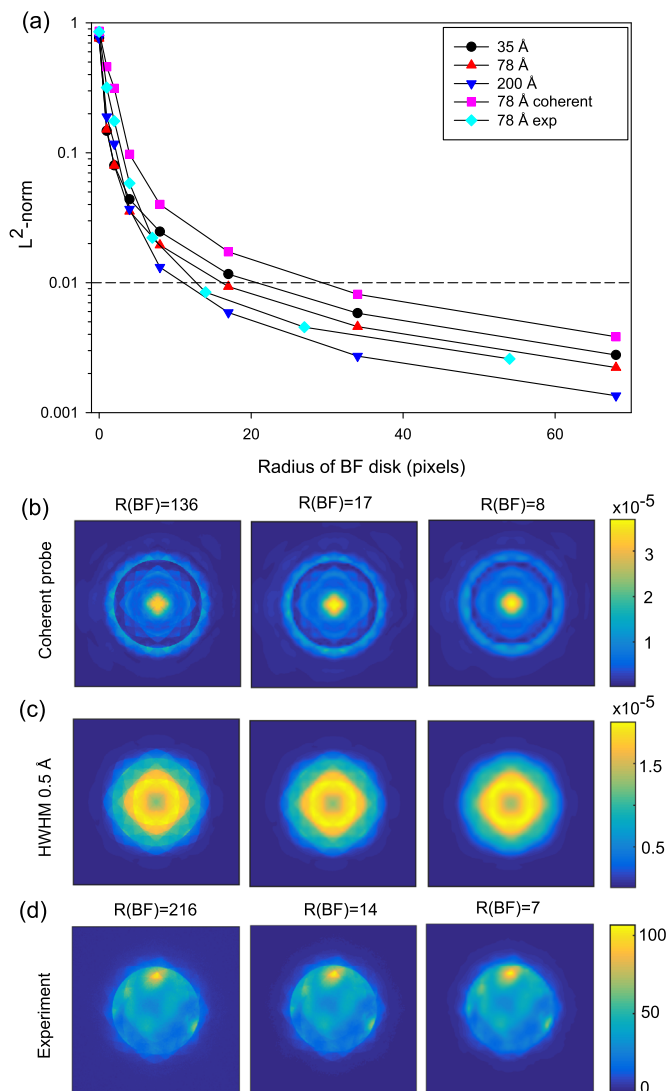 (a)
1
0.1
0.01
0.001
L²-norm
0
20
40
60
Radius of BF disk (pixels)
35 Å
78 Å
200 Å
78 Å coherent
78 Å exp
(b)
R(BF)=136
R(BF)=17
R(BF)=8
x10⁻⁵
Coherent probe
3
2
1
(c)
x10⁻⁵
HWHM 0.5 Å
1
0.5
(d)
R(BF)=216
R(BF)=14
R(BF)=7
Experiment
100
50
0